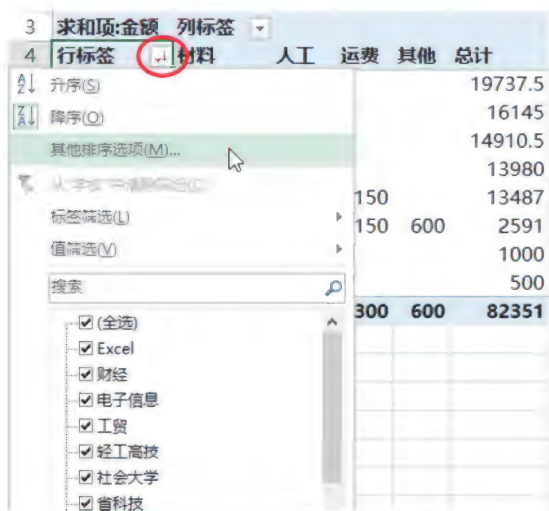 3 求和项:金额 列标签
4 行标签 材料 人工 运费 其他 总计
升序(S) 19737.5
降序(O) 16145
其他排序选项(M)... 14910.5
13980
150 13487
标签筛选(L) 150 600 2591
值筛选(V) 1000
搜索 500
(全选) 300 600 82351
Excel
财经
电子信息
工贸
轻工高技
社会大学
省科技